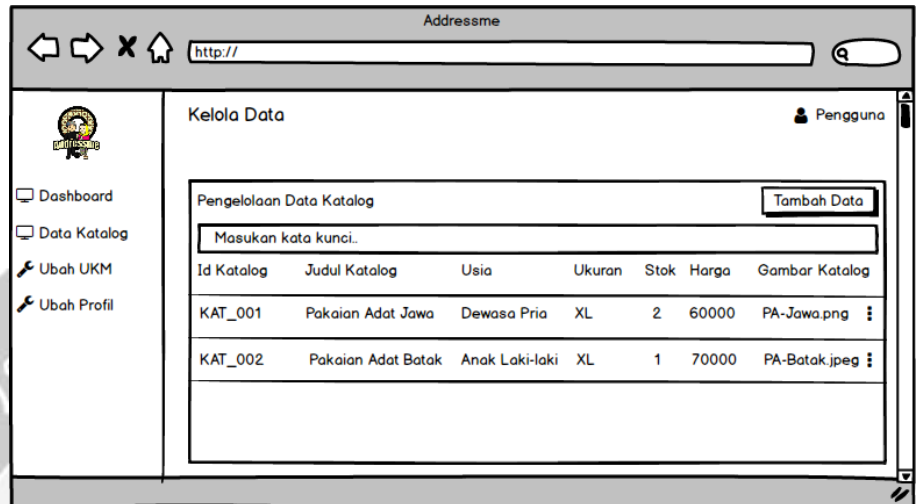 Addressme
http://
addressme
Kelola Data
Pengguna
Dashboard
Data Katalog
Ubah UKM
Ubah Profil
Pengelolaan Data Katalog
Tambah Data
Masukan kata kunci..
Id Katalog Judul Katalog Usia Ukuran Stok Harga Gambar Katalog
KAT_001 Pakaian Adat Jawa Dewasa Pria XL 2 60000 PA-Jawa.png
KAT_002 Pakaian Adat Batak Anak Laki-laki XL 1 70000 PA-Batak.jpeg